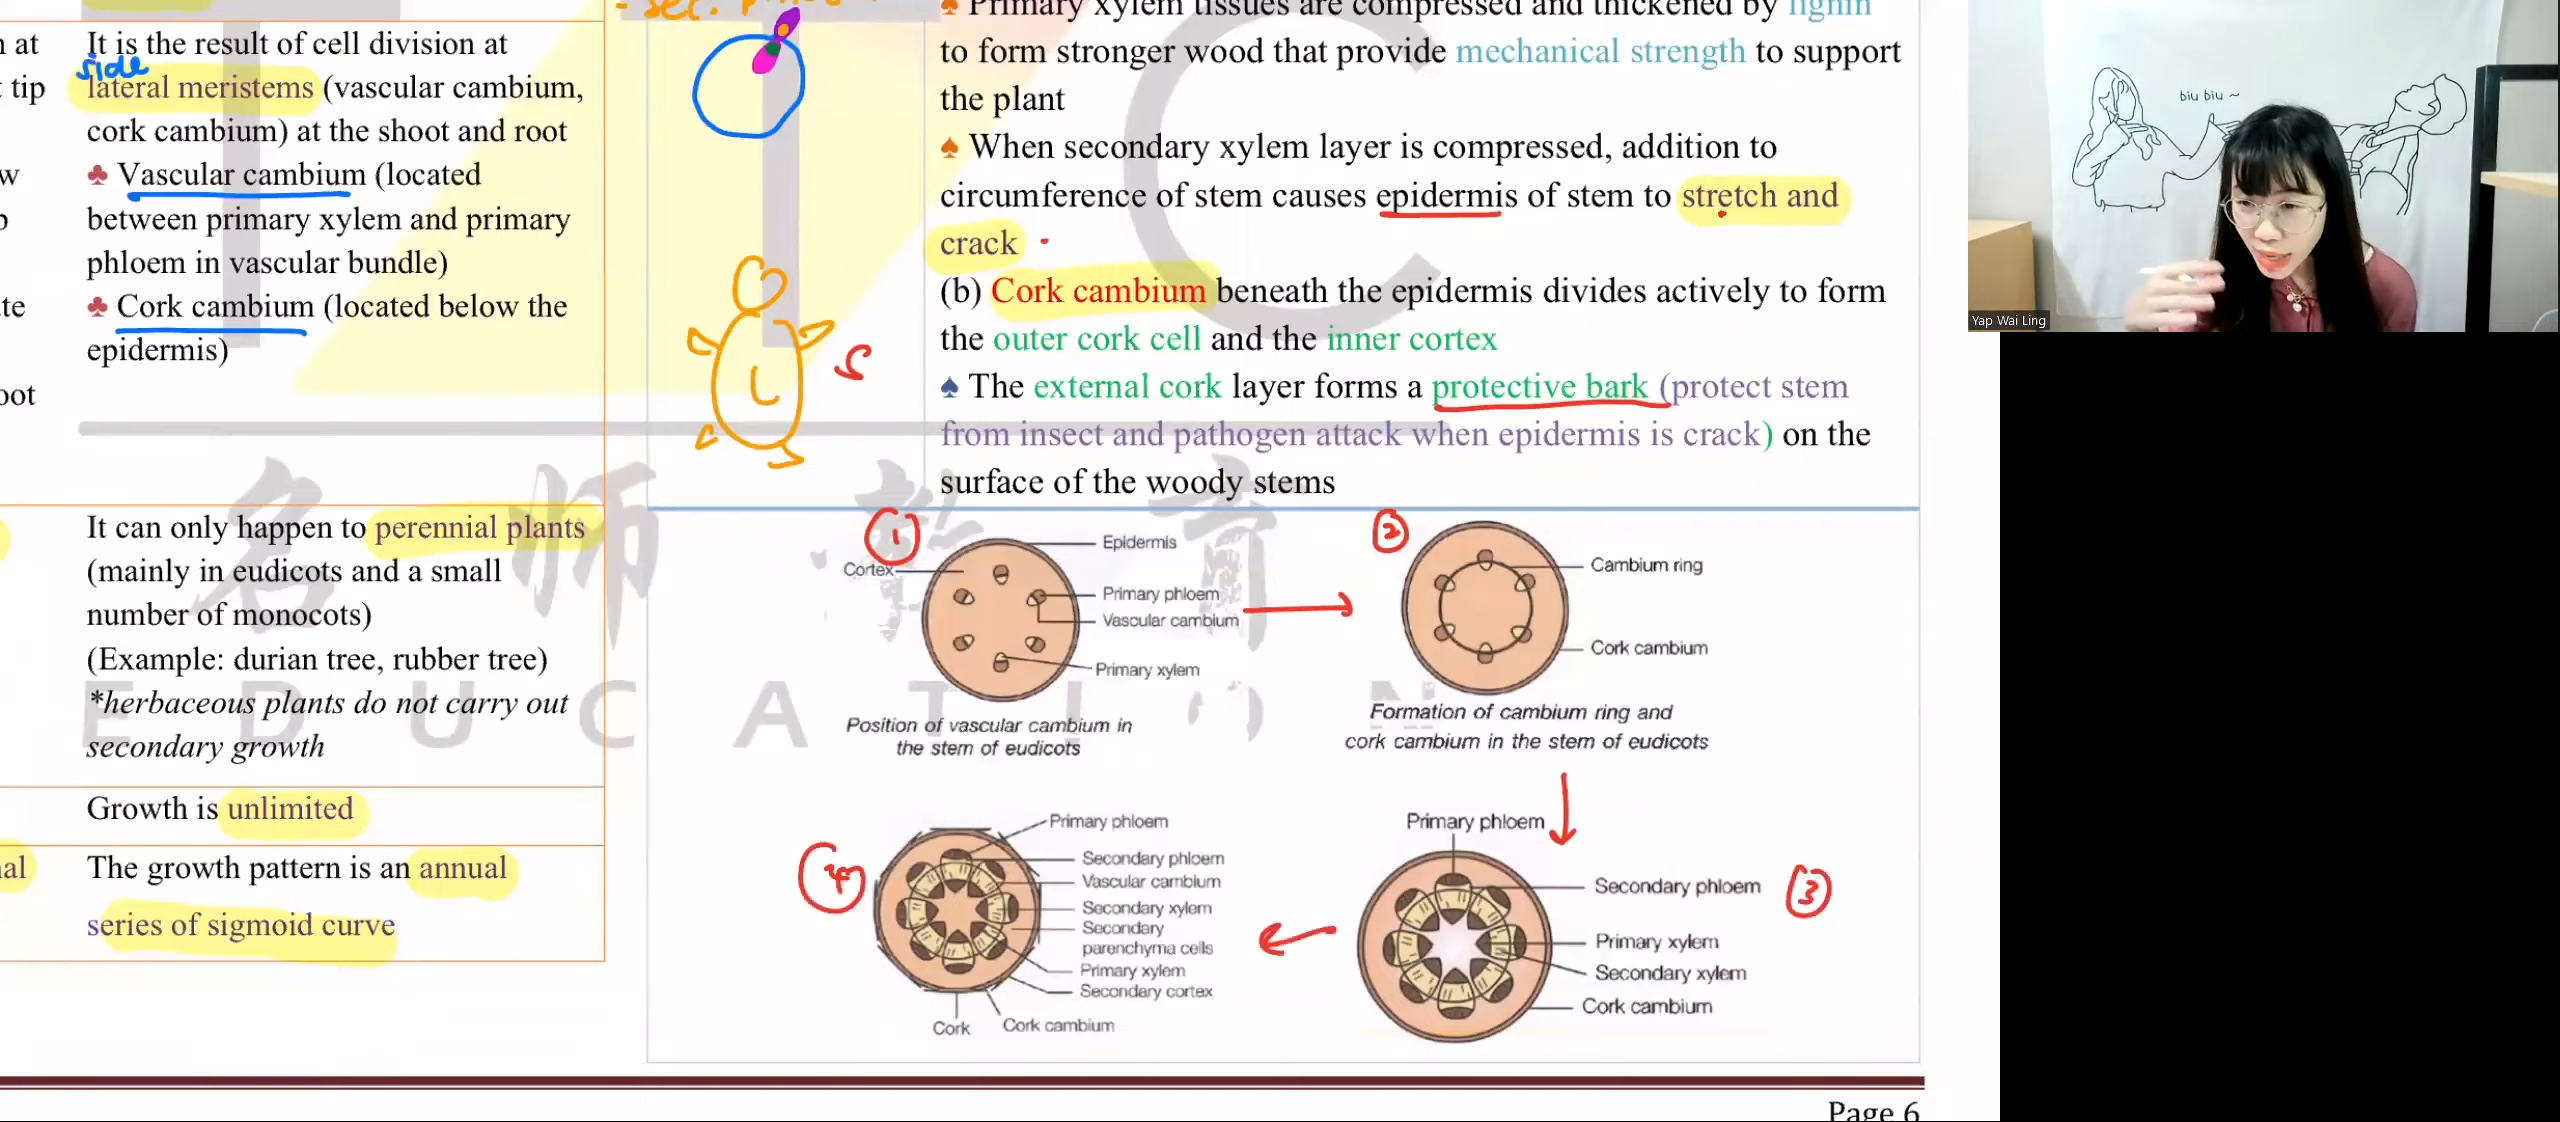 It is the result of cell division at
side
lateral meristems (vascular cambium,
cork cambium) at the shoot and root
♣ Vascular cambium (located
between primary xylem and primary
phloem in vascular bundle)
♣ Cork cambium (located below the
epidermis)
It can only happen to perennial plants
(mainly in eudicots and a small
number of monocots)
(Example: durian tree, rubber tree)
*herbaceous plants do not carry out
secondary growth
Growth is unlimited
The growth pattern is an annual
series of sigmoid curve
at
tip
L
S
♠ Primary xylem tissues are compressed and thickened by lignin
to form stronger wood that provide mechanical strength to support
the plant
♠ When secondary xylem layer is compressed, addition to
circumference of stem causes epidermis of stem to stretch and
crack
(b) Cork cambium beneath the epidermis divides actively to form
the outer cork cell and the inner cortex
♠ The external cork layer forms a protective bark (protect stem
from insect and pathogen attack when epidermis is crack) on the
surface of the woody stems
1
Epidermis
Cortex
Primary phloem
Vascular cambium
Primary xylem
Position of vascular cambium in
the stem of eudicots
2
Cambium ring
Cork cambium
Formation of cambium ring and
cork cambium in the stem of eudicots
Primary phloem
Secondary phloem
3
Primary xylem
Secondary xylem
Cork cambium
4
Primary phloem
Secondary phloem
Vascular cambium
Secondary xylem
Secondary
parenchyma cells
Primary xylem
Secondary cortex
Cork
Cork cambium
名师教育
EDUCATION
Page 6
biu biu ~
Yap Wai Ling